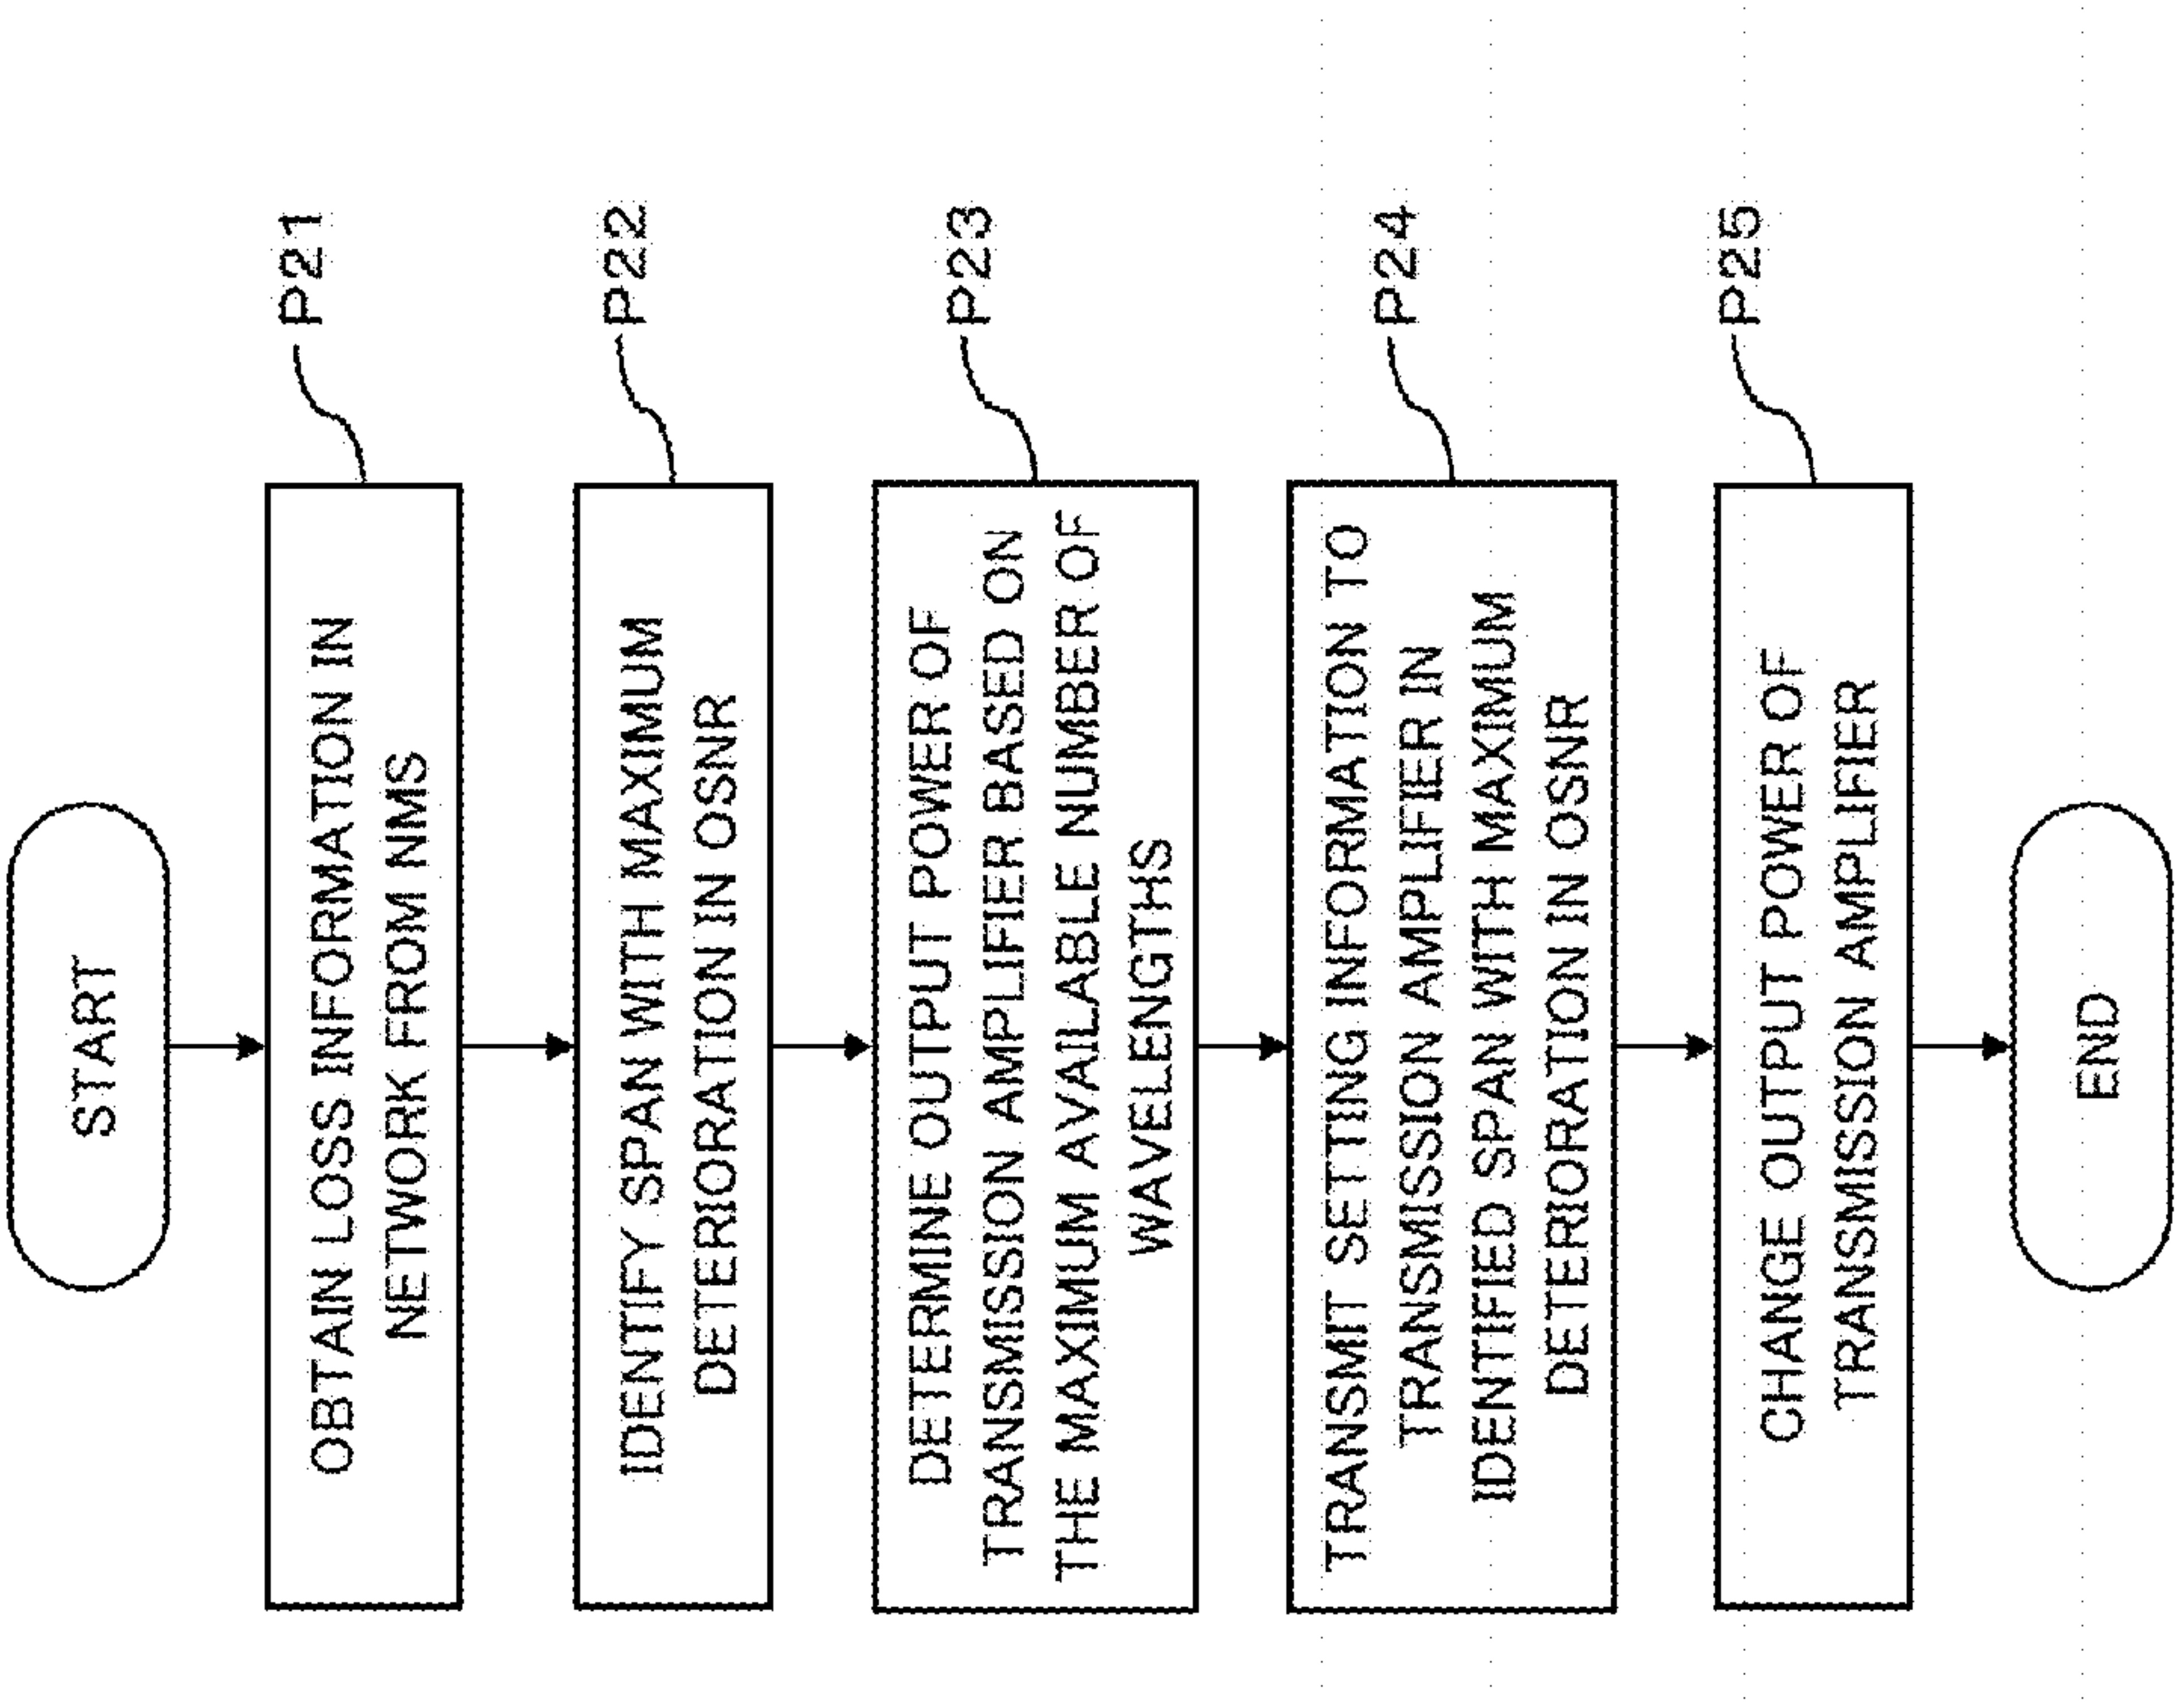 START
OBTAIN LOSS INFORMATION IN
NETWORK FROM NMS
P21
IDENTIFY SPAN WITH MAXIMUM
DETERIORATION IN OSNR
P22
DETERMINE OUTPUT POWER OF
TRANSMISSION AMPLIFIER BASED ON
THE MAXIMUM AVAILABLE NUMBER OF
WAVELENGTHS
P23
TRANSMIT SETTING INFORMATION TO
TRANSMISSION AMPLIFIER IN
IDENTIFIED SPAN WITH MAXIMUM
DETERIORATION IN OSNR
P24
CHANGE OUTPUT POWER OF
TRANSMISSION AMPLIFIER
P25
END